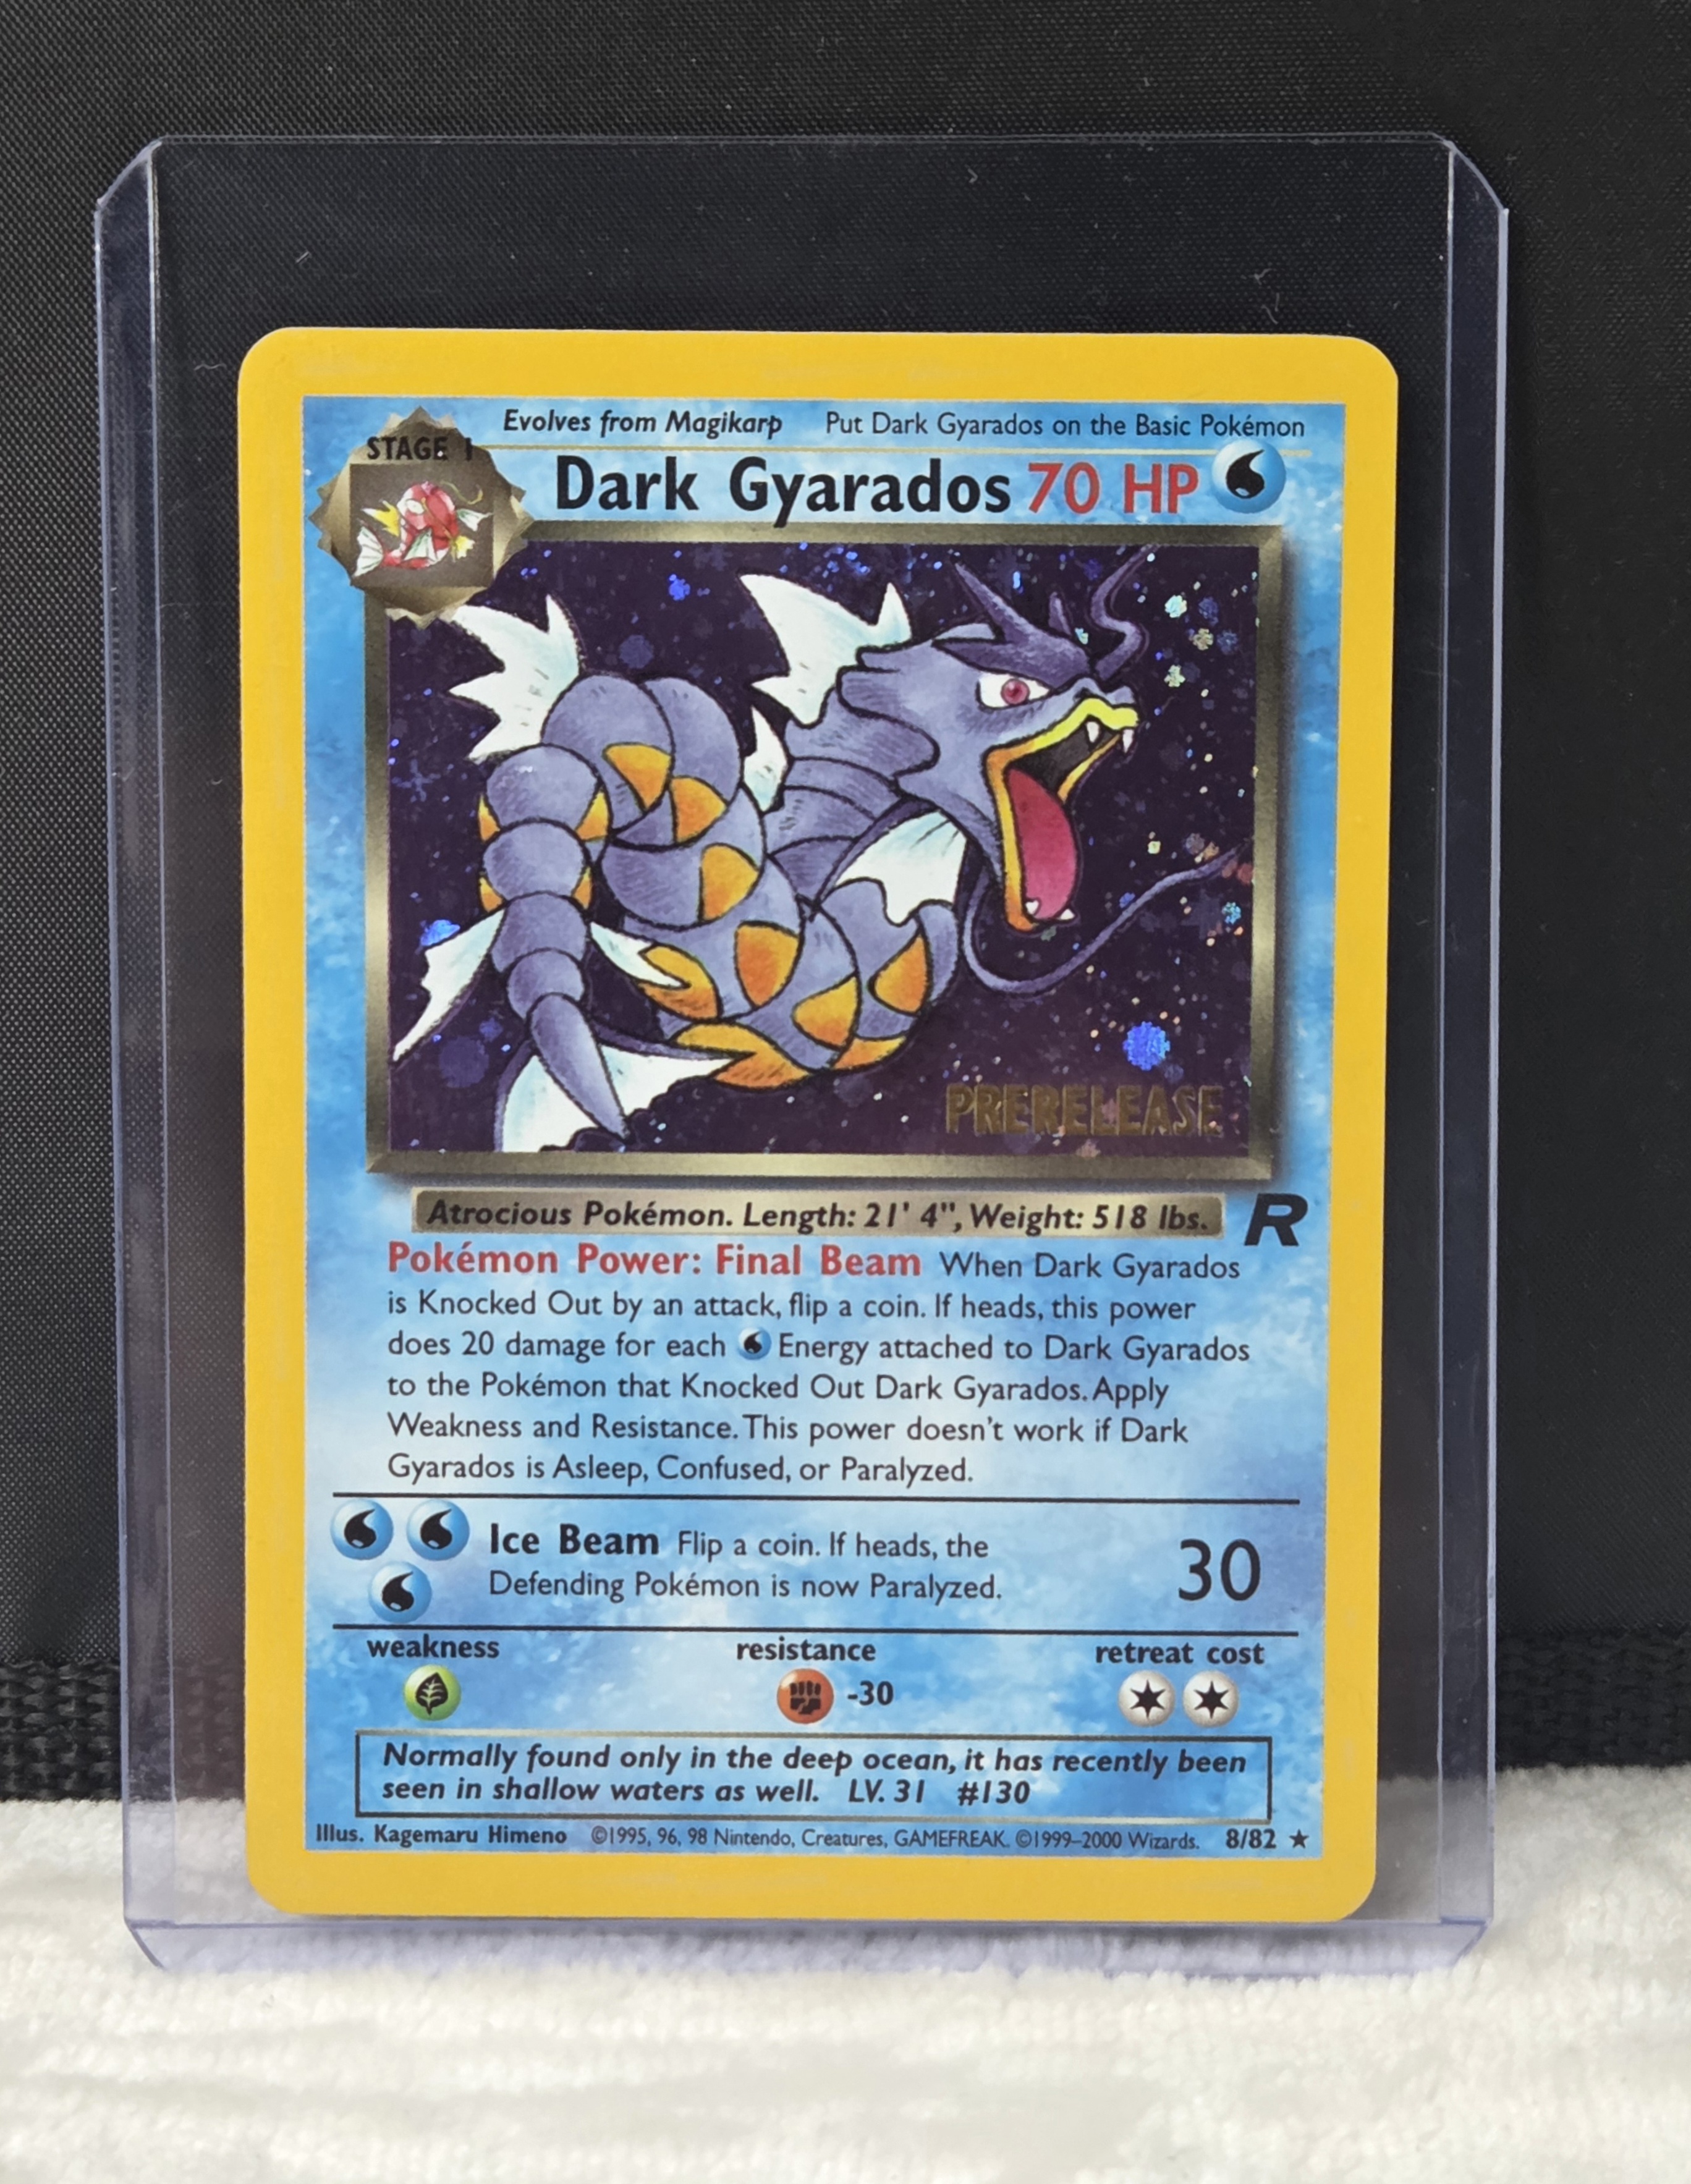 Evolves from Magikarp Put Dark Gyarados on the Basic Pokémon
STAGE 1
Dark Gyarados 70 HP
PRERELEASE
Atrocious Pokémon. Length: 21' 4", Weight: 518 lbs.
R
Pokémon Power: Final Beam When Dark Gyarados
is Knocked Out by an attack, flip a coin. If heads, this power
does 20 damage for each Energy attached to Dark Gyarados
to the Pokémon that Knocked Out Dark Gyarados. Apply
Weakness and Resistance. This power doesn't work if Dark
Gyarados is Asleep, Confused, or Paralyzed.
Ice Beam Flip a coin. If heads, the
Defending Pokémon is now Paralyzed.
30
weakness resistance retreat cost
-30
Normally found only in the deep ocean, it has recently been
seen in shallow waters as well. LV. 31 #130
Illus. Kagemaru Himeno ©1995, 96, 98 Nintendo, Creatures, GAMEFREAK. ©1999–2000 Wizards. 8/82 ★